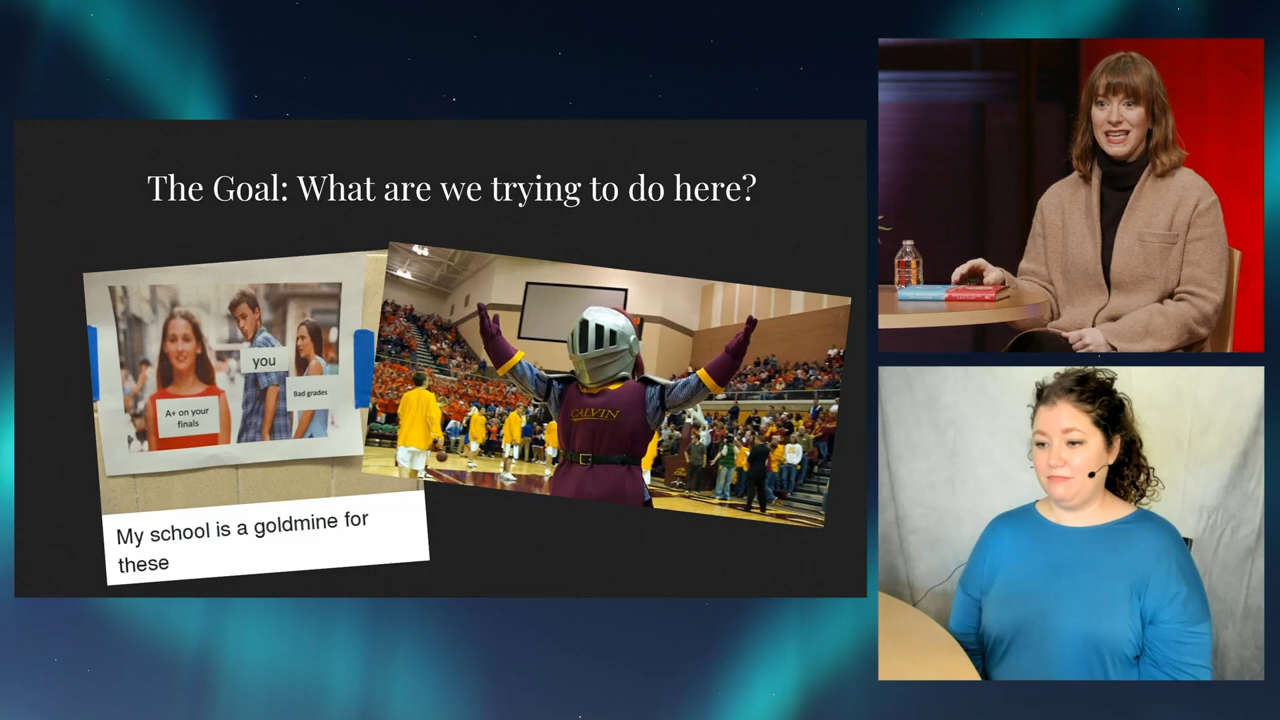 The Goal: What are we trying to do here?
you
Bad grades
A+ on your
finals
My school is a goldmine for
these
CALVIN